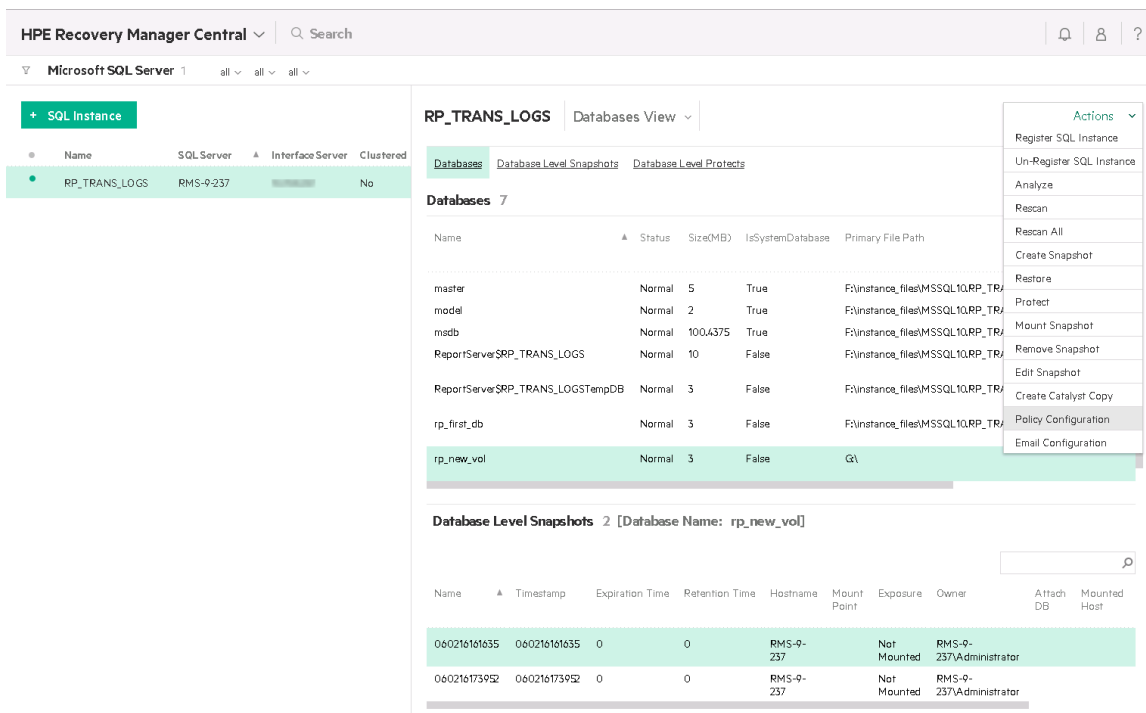 HPE Recovery Manager Central Search ?
Microsoft SQL Server 1 all all all
+ SQL Instance
Name SQL Server Interface Server Clustered
RP_TRANS_LOGS RMS-9-237 No
RP_TRANS_LOGS Databases View
Actions
Register SQL Instance
Un-Register SQL Instance
Analyze
Rescan
Rescan All
Create Snapshot
Restore
Protect
Mount Snapshot
Remove Snapshot
Edit Snapshot
Create Catalyst Copy
Policy Configuration
Email Configuration
Databases Database Level Snapshots Database Level Protects
Databases 7
Name Status Size(MB) IsSystemDatabase Primary File Path
master Normal 5 True F:\instance_files\MSSQL10.RP_TRA
model Normal 2 True F:\instance_files\MSSQL10.RP_TRA
msdb Normal 100.4375 True F:\instance_files\MSSQL10.RP_TRA
ReportServer$RP_TRANS_LOGS Normal 10 False F:\instance_files\MSSQL10.RP_TRA
ReportServer$RP_TRANS_LOGSTempDB Normal 3 False F:\instance_files\MSSQL10.RP_TRA
rp_first_db Normal 3 False F:\instance_files\MSSQL10.RP_TRA
rp_new_vol Normal 3 False G:\
Database Level Snapshots 2 [Database Name: rp_new_vol]
Name Timestamp Expiration Time Retention Time Hostname Mount Point Exposure Owner Attach DB Mounted Host
060216161635 060216161635 0 0 RMS-9-237 Not Mounted RMS-9-237\Administrator
060216173952 060216173952 0 0 RMS-9-237 Not Mounted RMS-9-237\Administrator